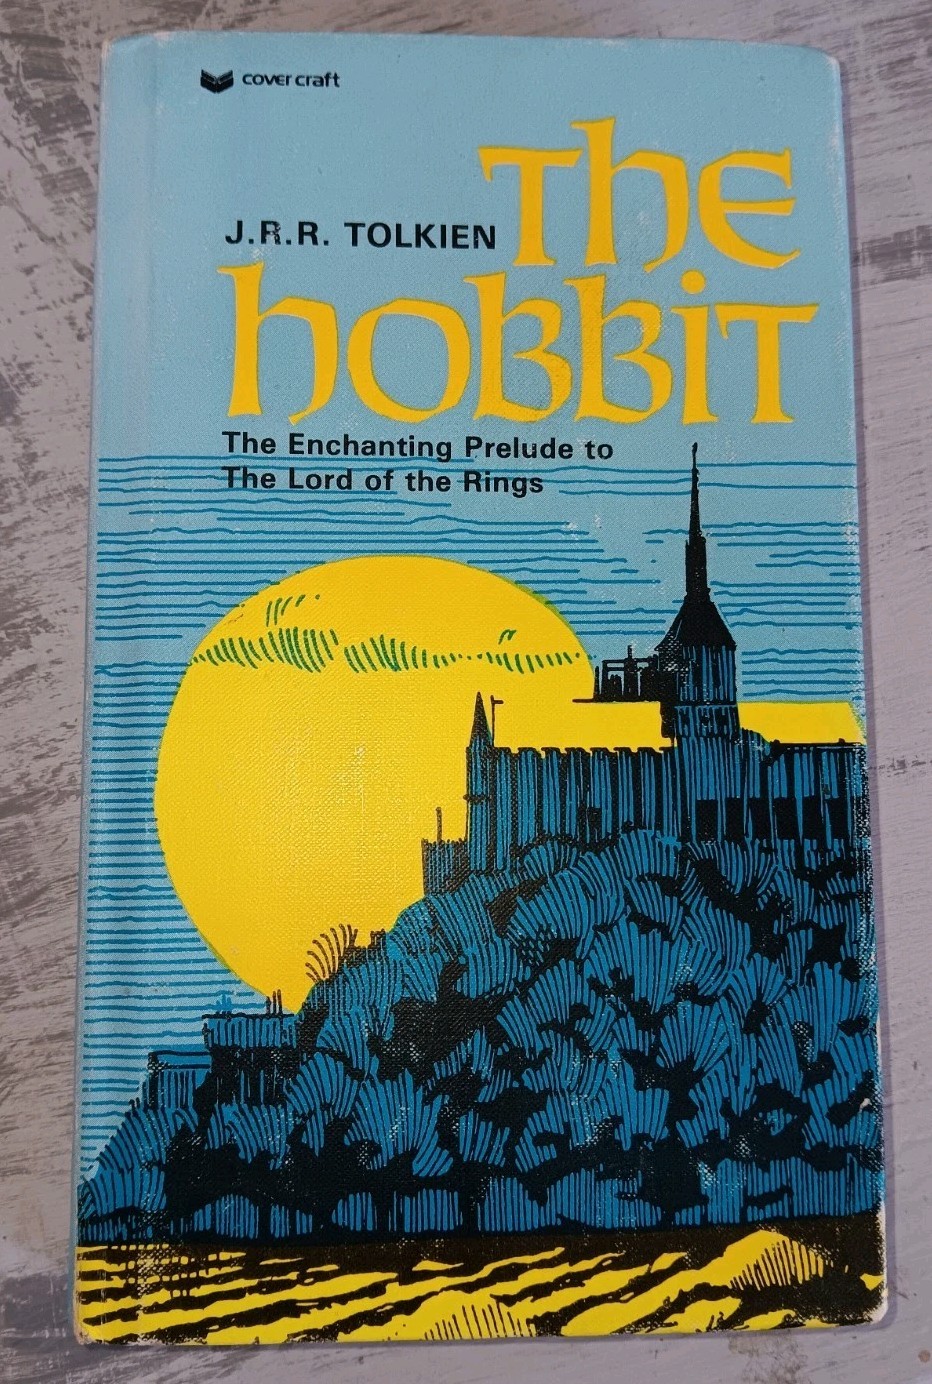 cover craft
The
J.R.R. TOLKIEN
hobbit
The Enchanting Prelude to
The Lord of the Rings